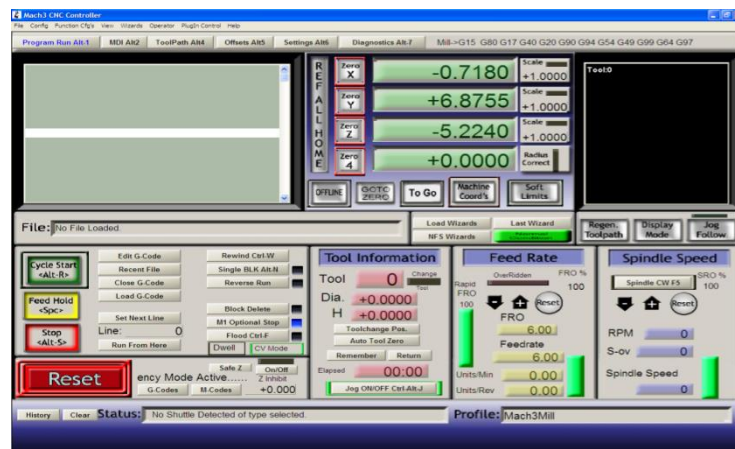 Mach3 CNC Controller
File Config Function Cfg's View Wizards Operator PlugIn Control Help
Program Run Alt-1 MDI Alt2 ToolPath Alt4 Offsets Alt5 Settings Alt6 Diagnostics Alt-7 Mill->G15 G80 G17 G40 G20 G90 G94 G54 G49 G99 G64 G97
REF ALL HOME
Zero X -0.7180 Scale +1.0000
Zero Y +6.8755 Scale +1.0000
Zero Z -5.2240 Scale +1.0000
Zero 4 +0.0000 Radius Correct
Tool:0
OFFLINE GOTO ZERO To Go Machine Coord's Soft Limits
File: No File Loaded.
Load Wizards Last Wizard
NFS Wizards
Regen. Toolpath Display Mode Jog Follow
Cycle Start <Alt-R>
Feed Hold <Spc>
Stop <Alt-S>
Edit G-Code Rewind Ctrl-W
Recent File Single BLK Alt-N
Close G-Code Reverse Run
Load G-Code
Set Next Line Block Delete
M1 Optional Stop
Line: 0 Flood Ctrl-F
Run From Here Dwell CV Mode
Reset
ency Mode Active......
G-Codes M-Codes
Safe Z On/Off
Z Inhibit
+0.000
Tool Information
Tool 0 Change Tool
Dia. +0.0000
H +0.0000
Toolchange Pos.
Auto Tool Zero
Remember Return
Elapsed 00:00
Jog ON/OFF Ctrl-Alt-J
Feed Rate
OverRidden FRO %
100
Rapid FRO
100
Reset
FRO
6.00
Feedrate
6.00
Units/Min 0.00
Units/Rev 0.00
Spindle Speed
Spindle CW F5 SRO %
100
Reset
RPM 0
S-ov 0
Spindle Speed
0
History Clear Status: No Shuttle Detected of type selected. Profile: Mach3Mill